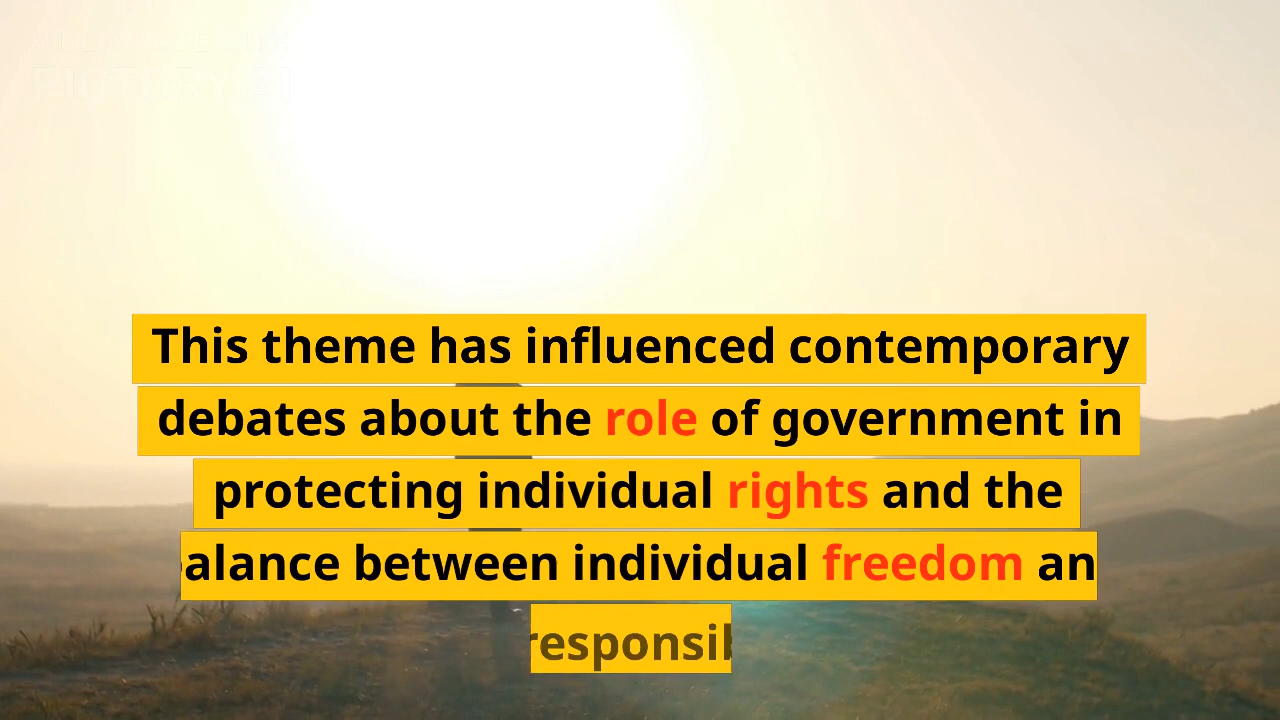 This theme has influenced contemporary
debates about the role of government in
protecting individual rights and the
alance between individual freedom an
responsib